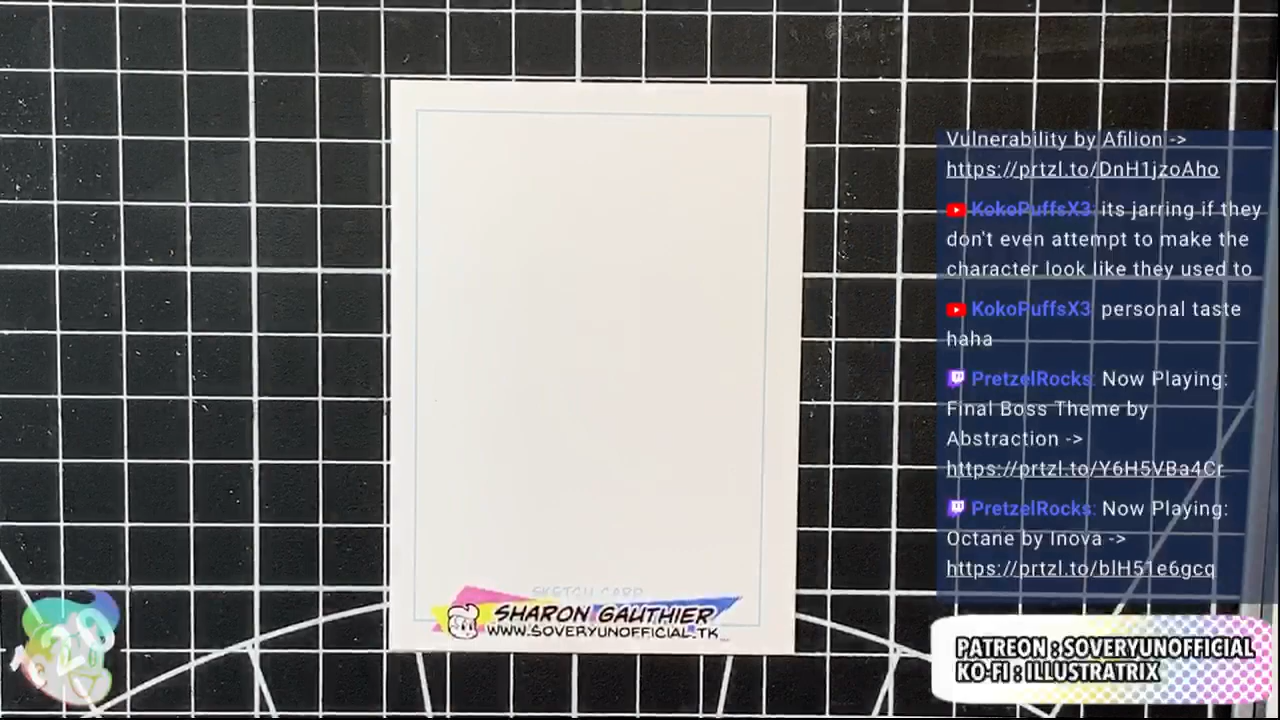 SKETCH CARD
SHARON GAUTHIER
WWW.SOVERYUNOFFICIAL.TK
Vulnerability by Afilion ->
https://prtzl.to/DnH1jzoAho
KokoPuffsX3: its jarring if they
don't even attempt to make the
character look like they used to
KokoPuffsX3: personal taste
haha
PretzelRocks: Now Playing:
Final Boss Theme by
Abstraction ->
https://prtzl.to/Y6H5VBa4Cr
PretzelRocks: Now Playing:
Octane by Inova ->
https://prtzl.to/blH51e6gcq
1:20
PATREON : SOVERYUNOFFICIAL
KO-FI : ILLUSTRATRIX